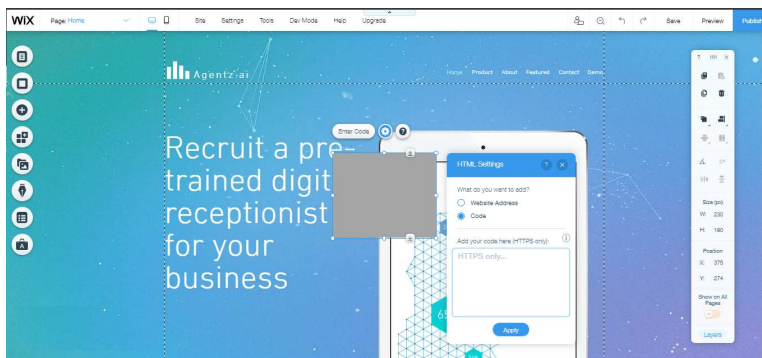 WiX Page: Home Site Settings Tools Dev Mode Help Upgrade Save Preview Publish
Agentz.ai Home Product About Featured Contact Demo
Enter Code ?
Recruit a pre-
trained digit
receptionist
for your
business
HTML Settings ? ×
What do you want to add?
Website Address
Code
Add your code here (HTTPS only): i
HTTPS only...
Apply
65
? ×
Size (px)
W: 230
H: 190
Position
X: 375
Y: 274
Show on All
Pages
Layers